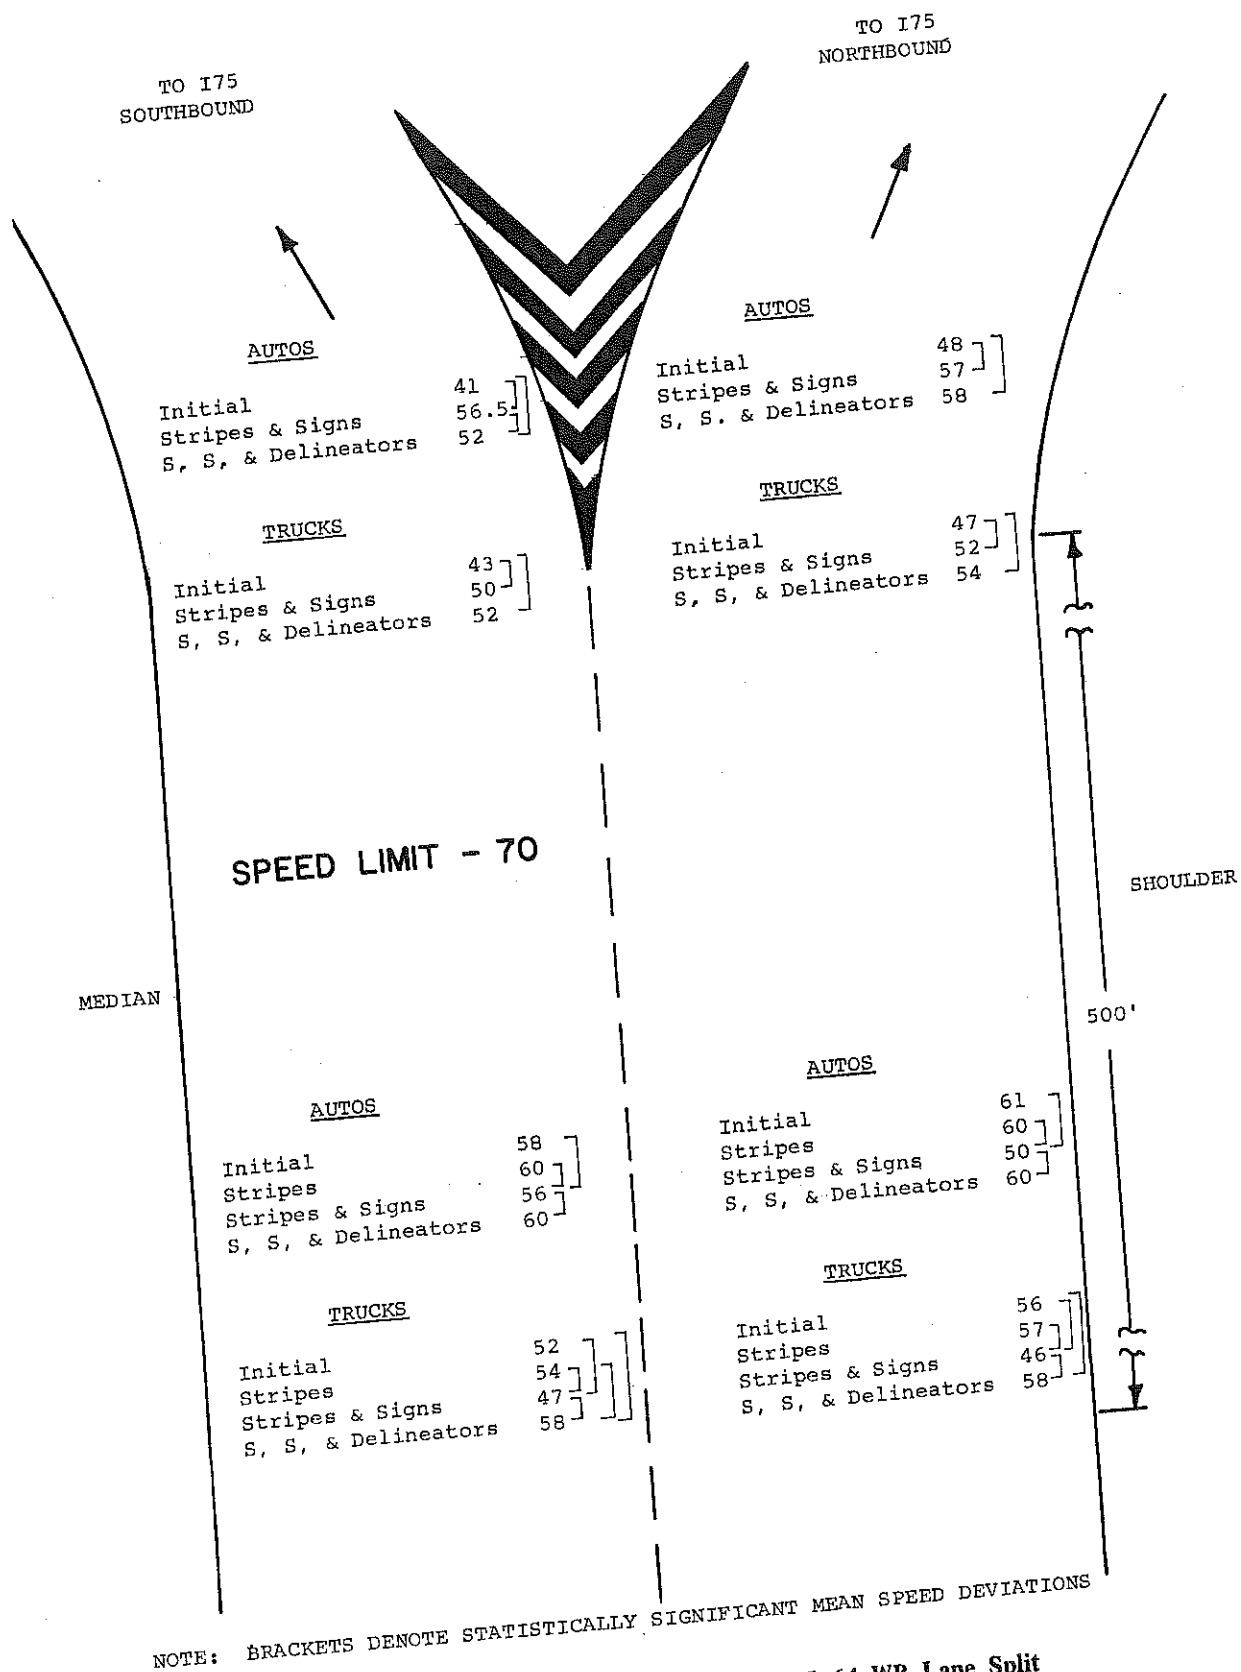 TO I75
SOUTHBOUND
TO I75
NORTHBOUND
AUTOS
Initial 41
Stripes & Signs 56.5
S, S, & Delineators 52
TRUCKS
Initial 43
Stripes & Signs 50
S, S, & Delineators 52
AUTOS
Initial 48
Stripes & Signs 57
S, S. & Delineators 58
TRUCKS
Initial 47
Stripes & Signs 52
S, S, & Delineators 54
SPEED LIMIT - 70
SHOULDER
MEDIAN
500'
AUTOS
Initial 58
Stripes 60
Stripes & Signs 56
S, S, & Delineators 60
TRUCKS
Initial 52
Stripes 54
Stripes & Signs 47
S, S, & Delineators 58
AUTOS
Initial 61
Stripes 60
Stripes & Signs 50
S, S, & Delineators 60
TRUCKS
Initial 56
Stripes 57
Stripes & Signs 46
S, S, & Delineators 58
NOTE: BRACKETS DENOTE STATISTICALLY SIGNIFICANT MEAN SPEED DEVIATIONS
64 WB Lane Split